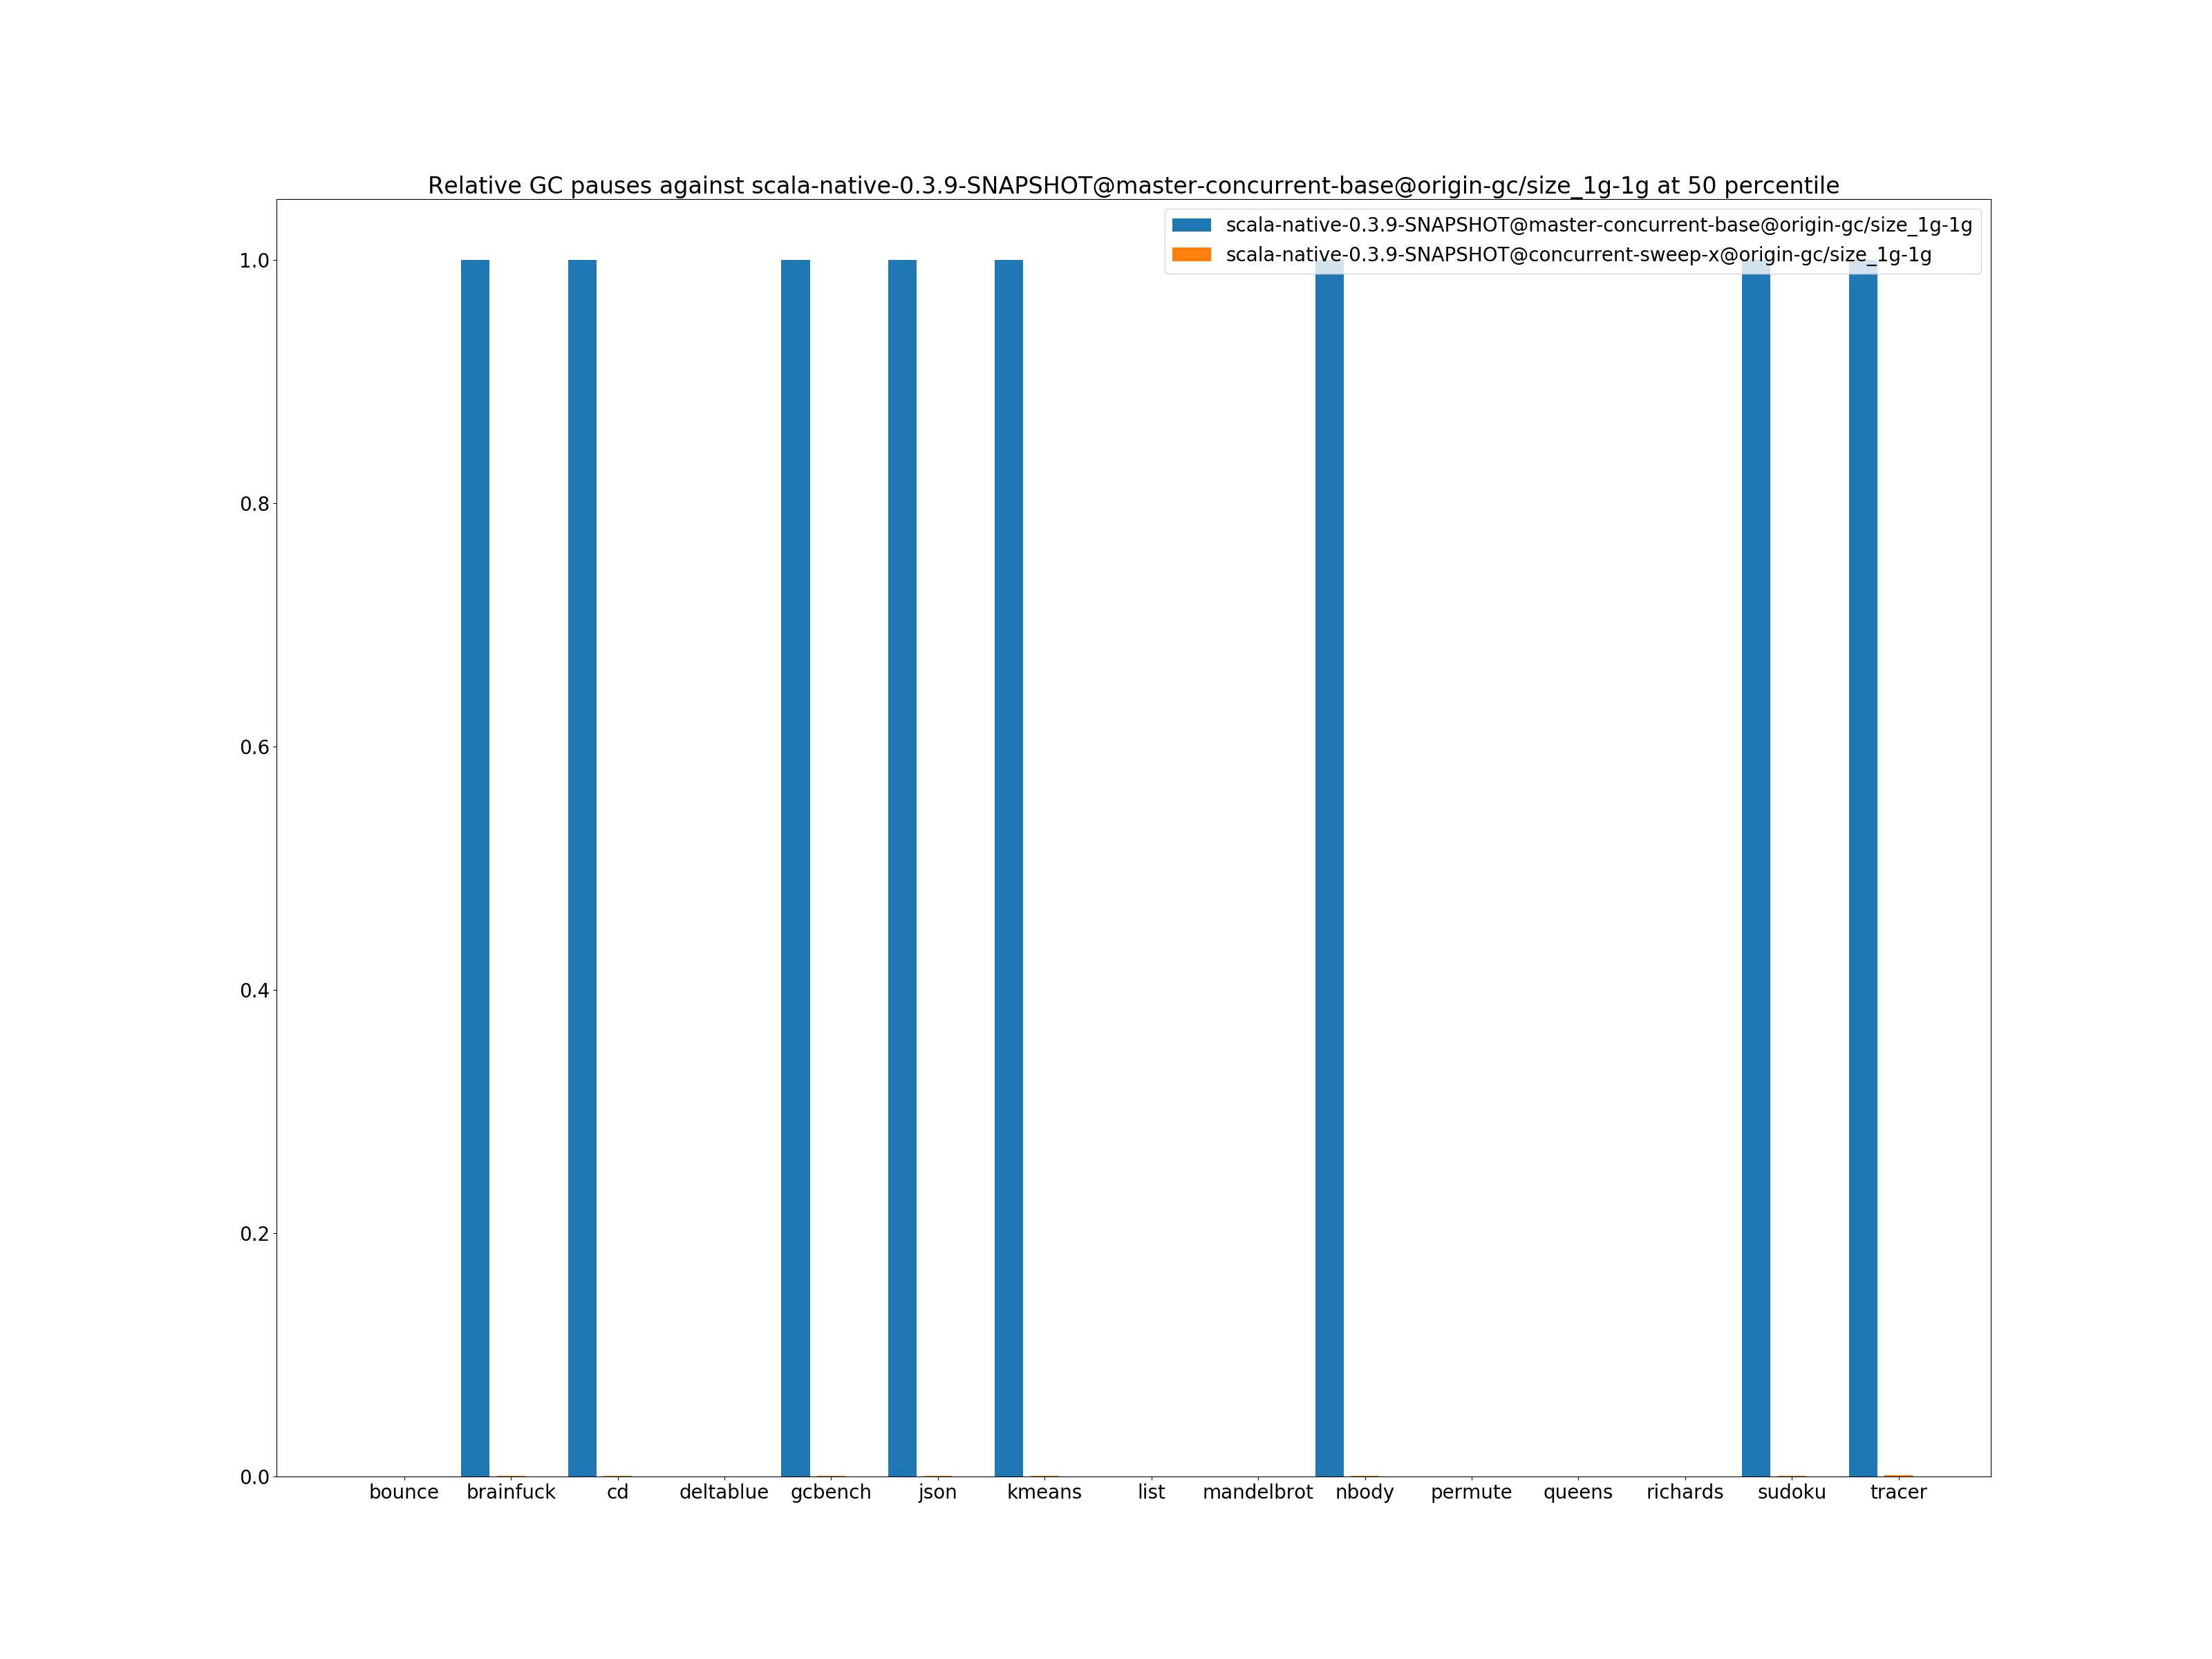 Relative GC pauses against scala-native-0.3.9-SNAPSHOT@master-concurrent-base@origin-gc/size_1g-1g at 50 percentile
scala-native-0.3.9-SNAPSHOT@master-concurrent-base@origin-gc/size_1g-1g
scala-native-0.3.9-SNAPSHOT@concurrent-sweep-x@origin-gc/size_1g-1g
1.0
0.8
0.6
0.4
0.2
0.0
bounce brainfuck cd deltablue gcbench json kmeans list mandelbrot nbody permute queens richards sudoku tracer